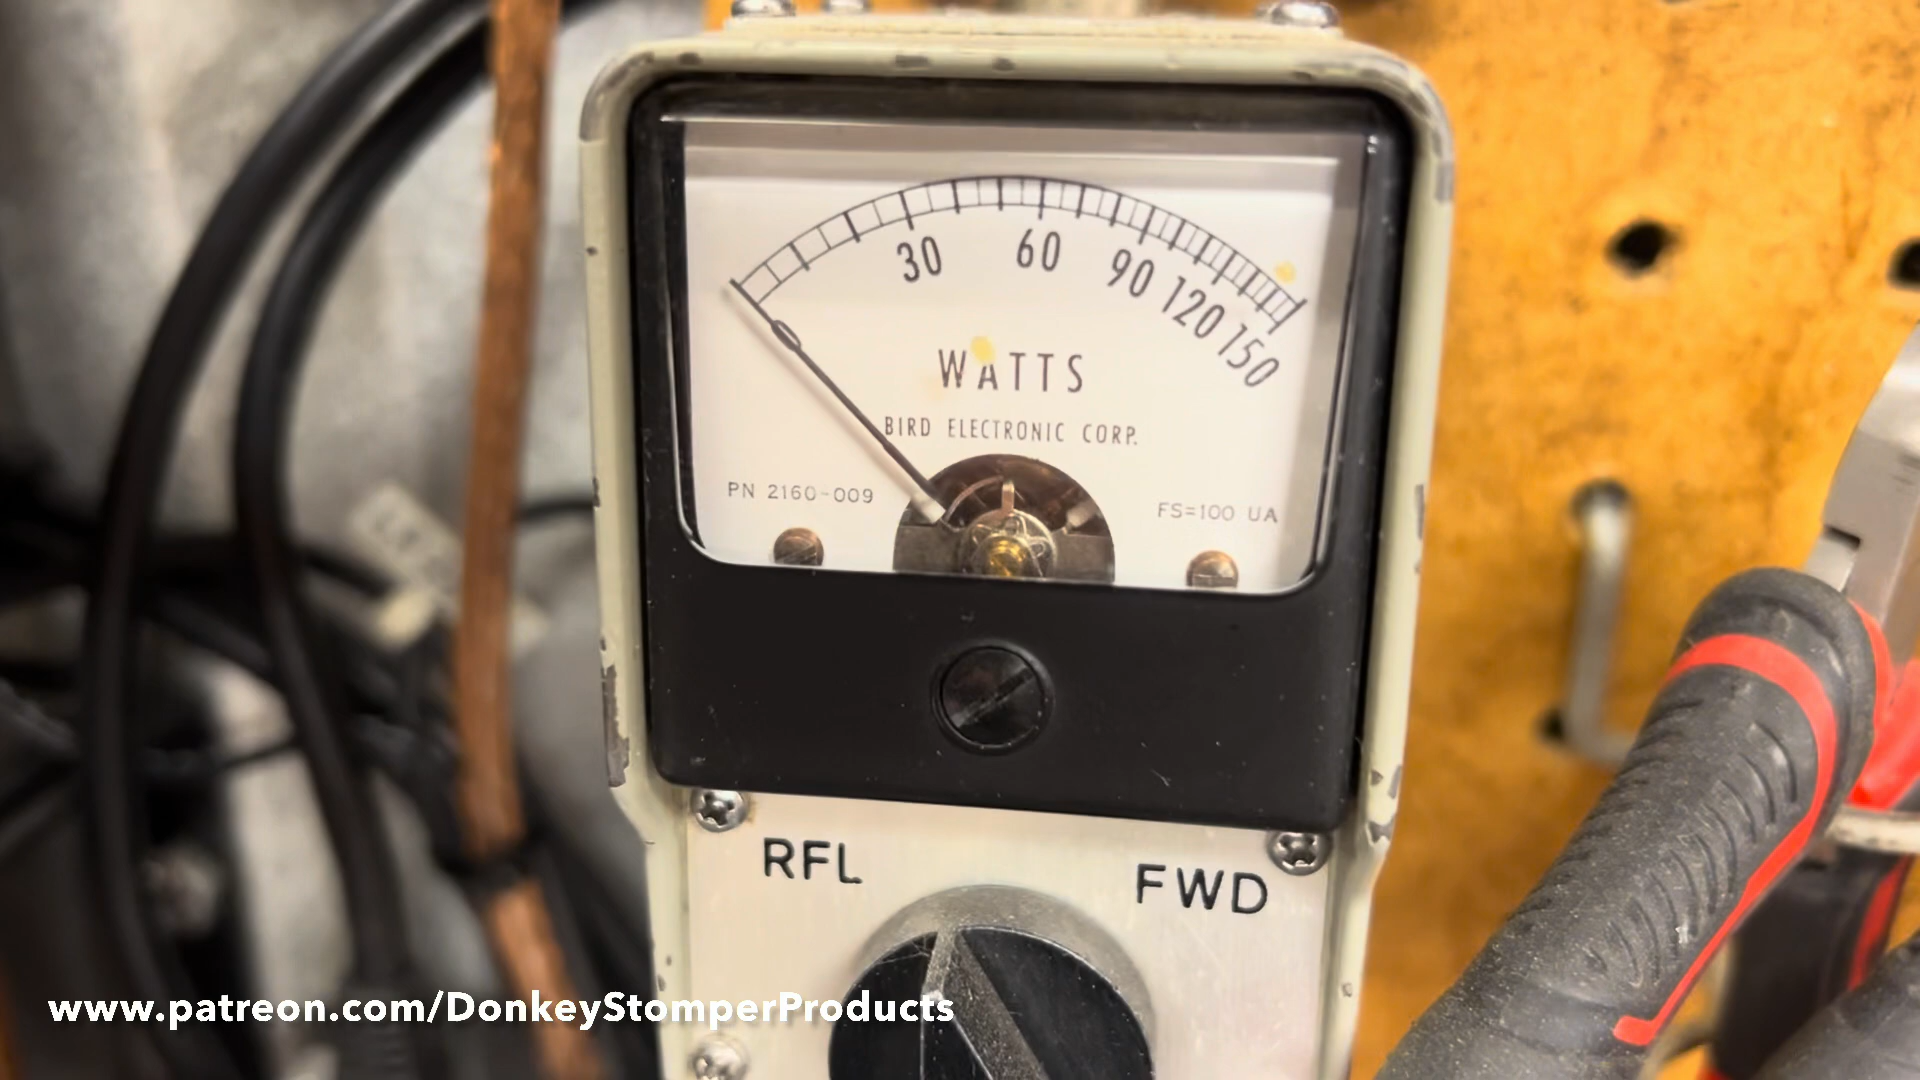 30 60 90 120 150
WATTS
BIRD ELECTRONIC CORP.
PN 2160-009
FS=100 UA
RFL
FWD
www.patreon.com/DonkeyStomperProducts